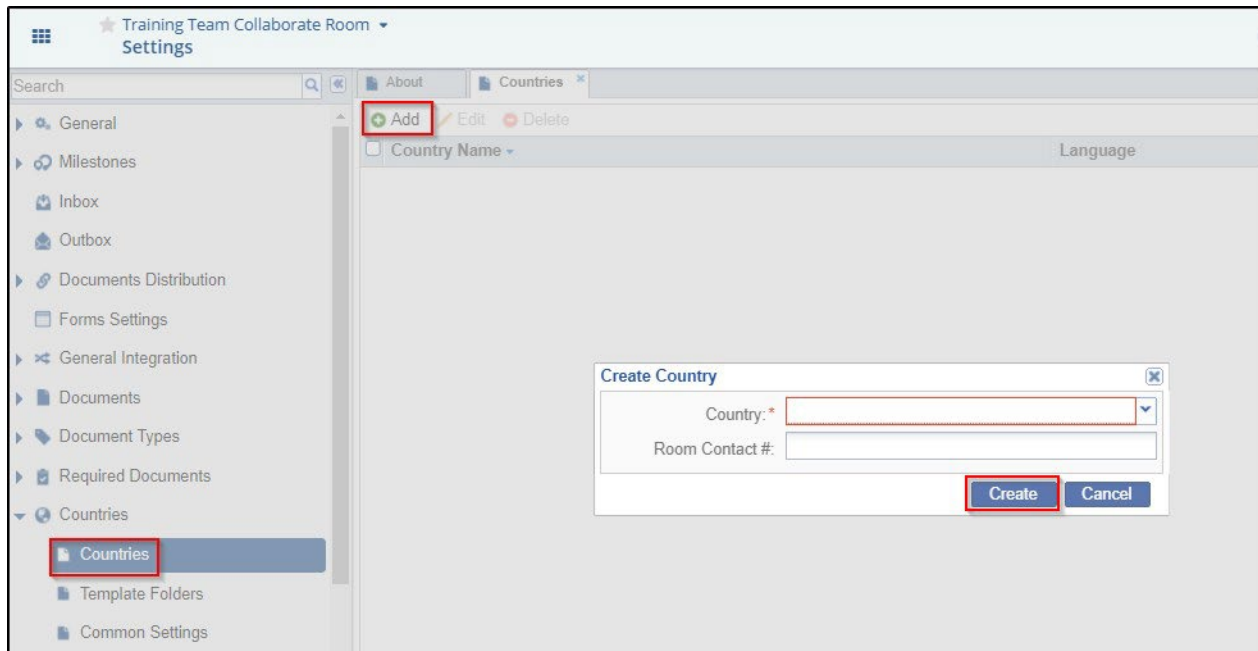 Training Team Collaborate Room
Settings
Search
About
Countries
General
Milestones
Inbox
Outbox
Documents Distribution
Forms Settings
General Integration
Documents
Document Types
Required Documents
Countries
Countries
Template Folders
Common Settings
Add Edit Delete
Country Name Language
Create Country
Country:*
Room Contact #:
Create Cancel